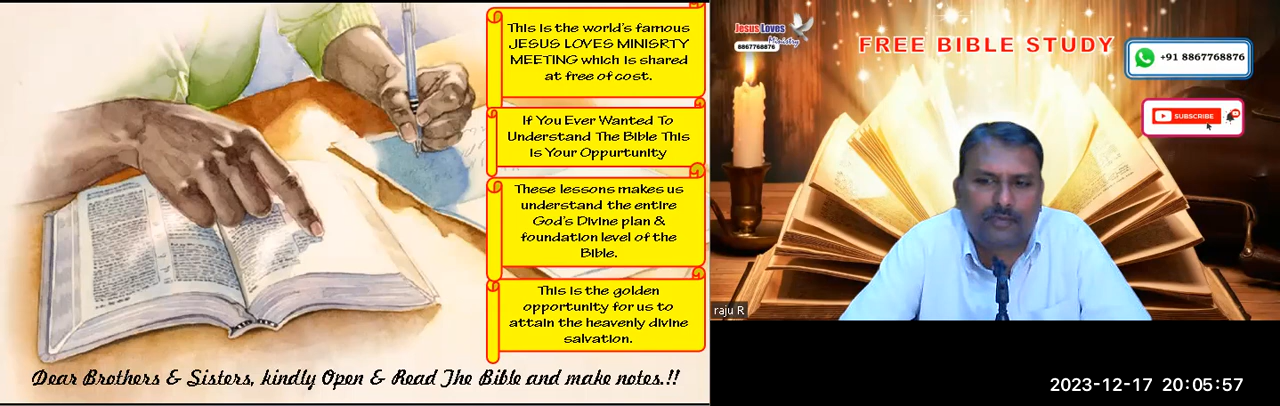 This is the world's famous
JESUS LOVES MINISRTY
MEETING which is shared
at free of cost.
If You Ever Wanted To
Understand The Bible This
is Your Oppurtunity
These lessons makes us
understand the entire
God's Divine plan &
foundation level of the
Bible.
This is the golden
opportunity for us to
attain the heavenly divine
salvation.
Dear Brothers & Sisters, kindly Open & Read The Bible and make notes.!!
Jesus Loves
Ministry
8867768876
FREE BIBLE STUDY
+91 8867768876
SUBSCRIBE
raju R
2023-12-17 20:05:57